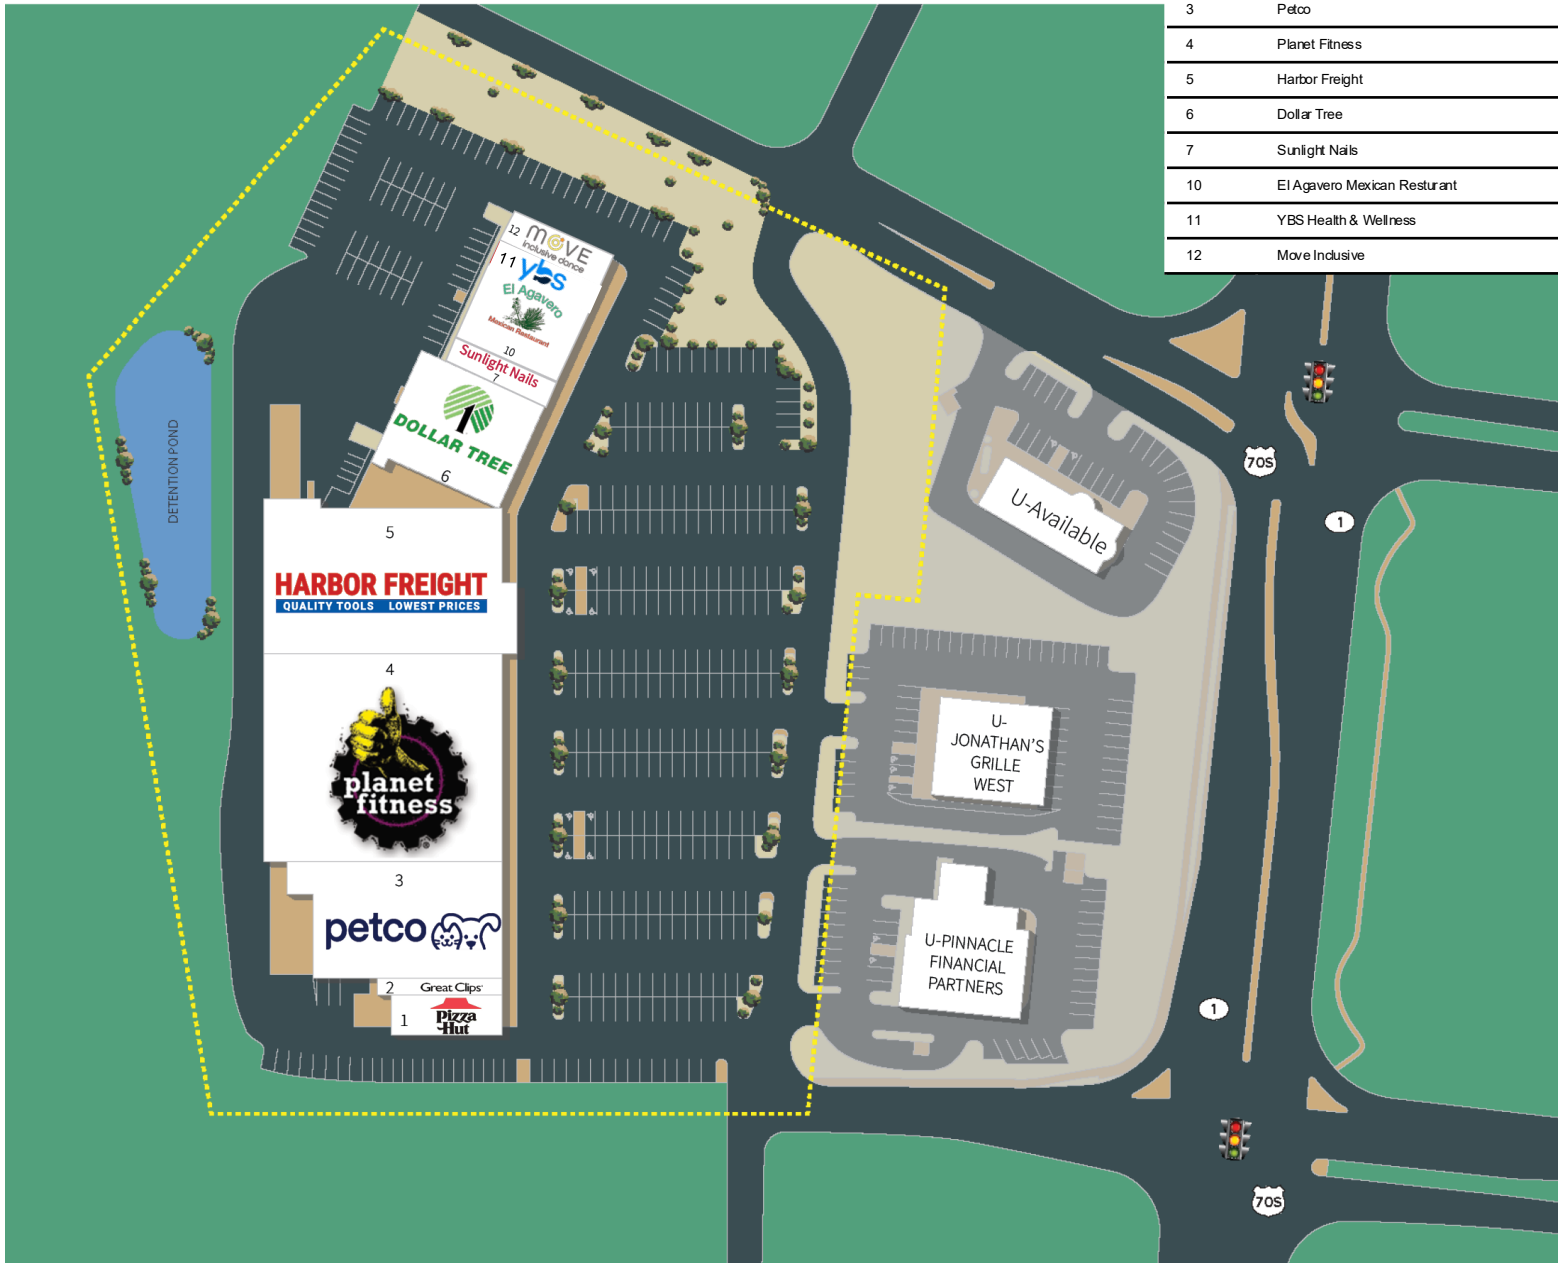 3 Petco
4 Planet Fitness
5 Harbor Freight
6 Dollar Tree
7 Sunlight Nails
10 El Agavero Mexican Resturant
11 YBS Health & Wellness
12 Move Inclusive
12 MOVE
inclusive dance
11 ybs
El Agavero
Mexican Restaurant
10
Sunlight Nails
7
1
DOLLAR TREE
6
DETENTION POND
5
HARBOR FREIGHT
QUALITY TOOLS LOWEST PRICES
4
planet
fitness
3
petco
2 Great Clips
1 Pizza
Hut
U-Available
U-
JONATHAN'S
GRILLE
WEST
U-PINNACLE
FINANCIAL
PARTNERS
70S
1
1
70S